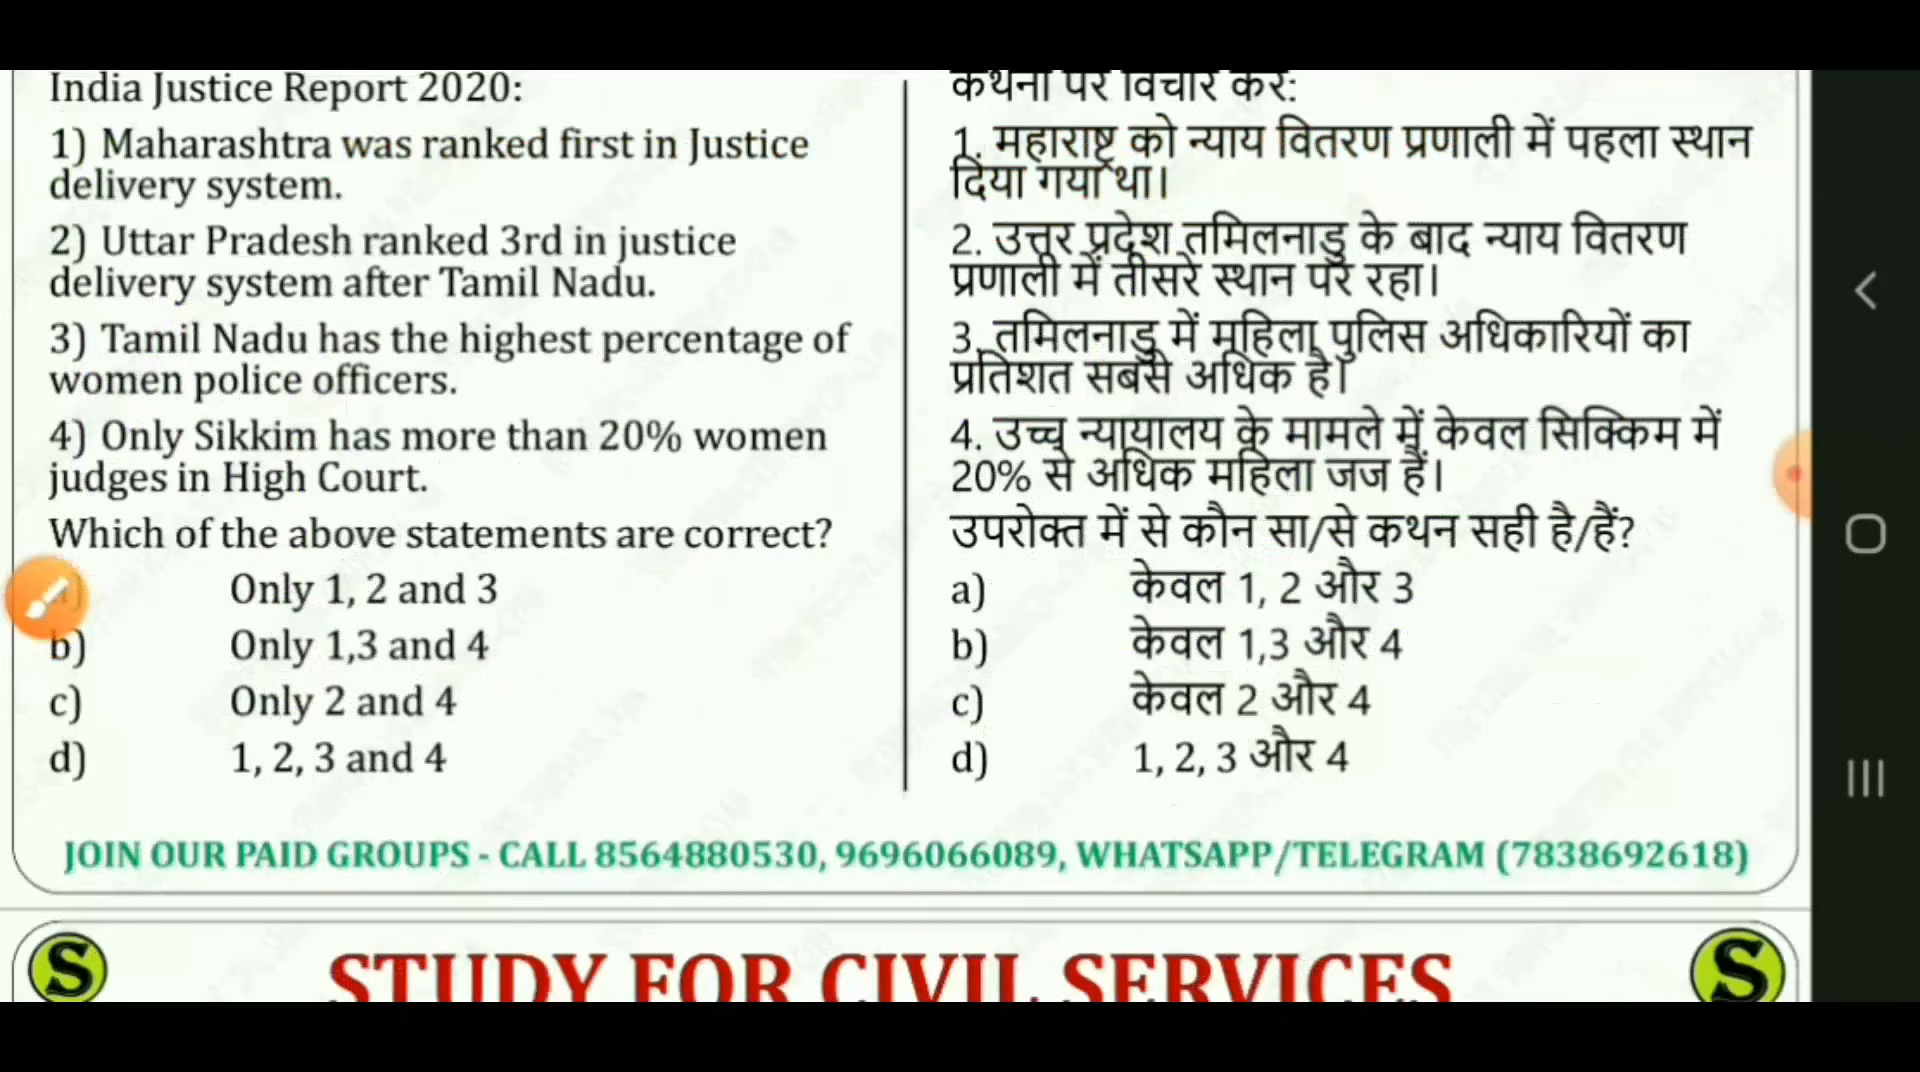 India Justice Report 2020:
1) Maharashtra was ranked first in Justice
delivery system.
2) Uttar Pradesh ranked 3rd in justice
delivery system after Tamil Nadu.
3) Tamil Nadu has the highest percentage of
women police officers.
4) Only Sikkim has more than 20% women
judges in High Court.
Which of the above statements are correct?
a) Only 1, 2 and 3
b) Only 1,3 and 4
c) Only 2 and 4
d) 1, 2, 3 and 4
कथनों पर विचार करें:
1. महाराष्ट्र को न्याय वितरण प्रणाली में पहला स्थान
दिया गया था।
2. उत्तर प्रदेश तमिलनाडु के बाद न्याय वितरण
प्रणाली में तीसरे स्थान पर रहा।
3. तमिलनाडु में महिला पुलिस अधिकारियों का
प्रतिशत सबसे अधिक है।
4. उच्च न्यायालय के मामले में केवल सिक्किम में
20% से अधिक महिला जज हैं।
उपरोक्त में से कौन सा/से कथन सही है/हैं?
a) केवल 1, 2 और 3
b) केवल 1,3 और 4
c) केवल 2 और 4
d) 1, 2, 3 और 4
JOIN OUR PAID GROUPS - CALL 8564880530, 9696066089, WHATSAPP/TELEGRAM (7838692618)
S STUDY FOR CIVIL SERVICES S